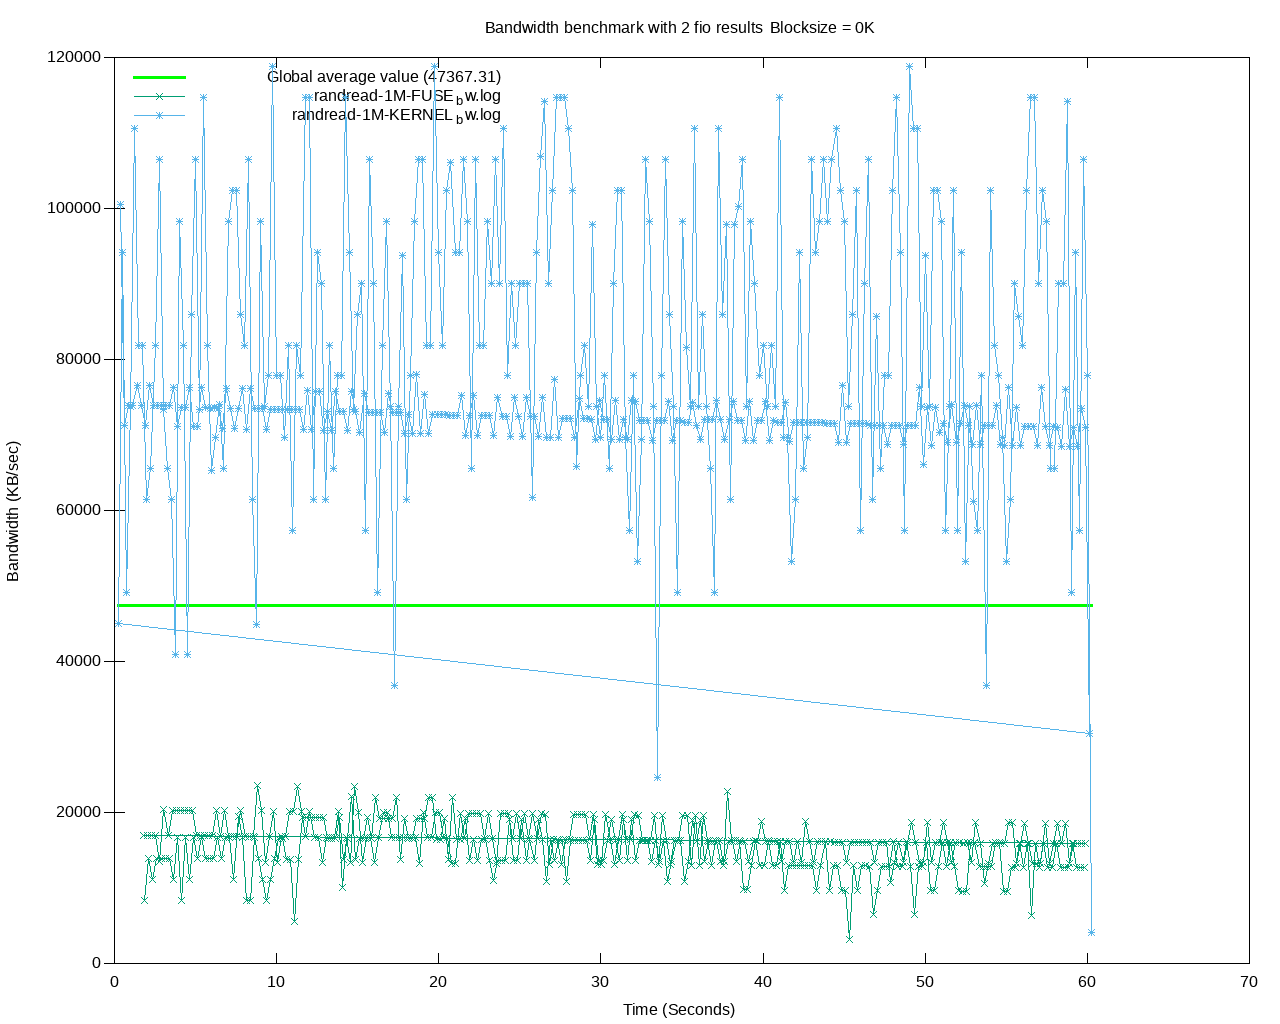 Bandwidth benchmark with 2 fio results Blocksize = 0K
120000
100000
80000
60000
40000
20000
0
Bandwidth (KB/sec)
Global average value (47367.31)
randread-1M-FUSEbw.log
randread-1M-KERNELbw.log
0 10 20 30 40 50 60 70
Time (Seconds)